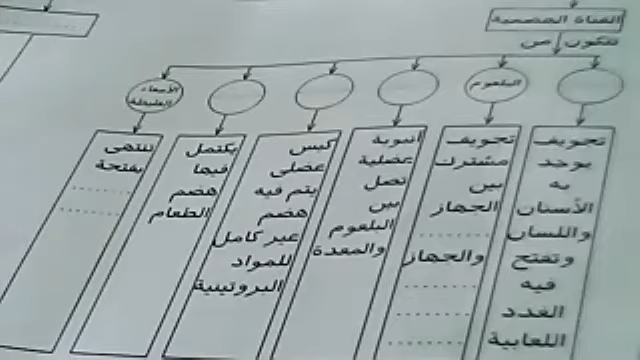 القناة الهضمية
تتكون من
البلعوم
الأمعاء
الغليظة
تجويف
يوجد
به
الأسنان
واللسان
وتفتح
فيه
الغدد
اللعابية
تجويف
مشترك
بين
الجهاز
..........
والجهاز
..........
..........
..........
أنبوبة
عضلية
تصل
بين
البلعوم
والمعدة
كيس
عضلى
يتم فيه
هضم
غير كامل
للمواد
البروتينية
يكتمل
فيها
هضم
الطعام
تنتهى
بفتحة
..........
..........